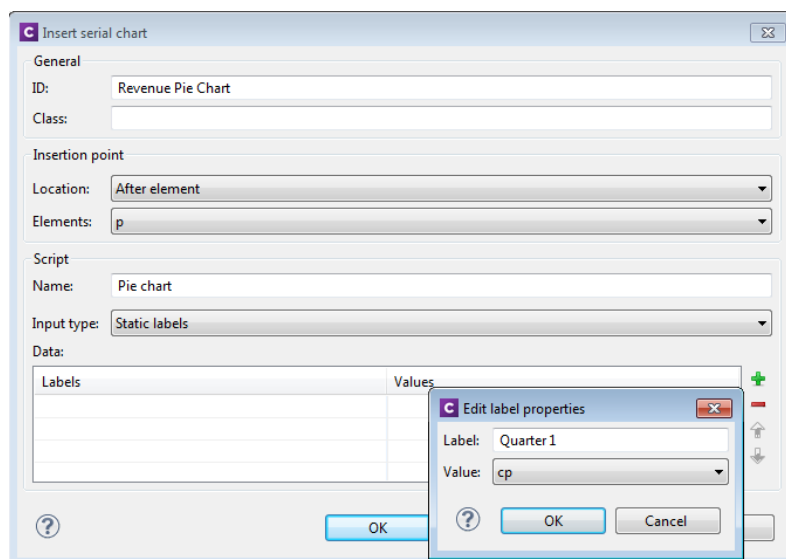 C Insert serial chart
General
ID: Revenue Pie Chart
Class:
Insertion point
Location: After element
Elements: p
Script
Name: Pie chart
Input type: Static labels
Data:
Labels Values
C Edit label properties
Label: Quarter 1
Value: cp
? OK Cancel
? OK